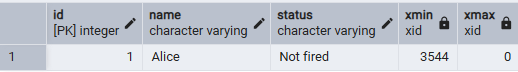 id name status xmin xmax
[PK] integer character varying character varying xid xid
1 1 Alice Not fired 3544 0